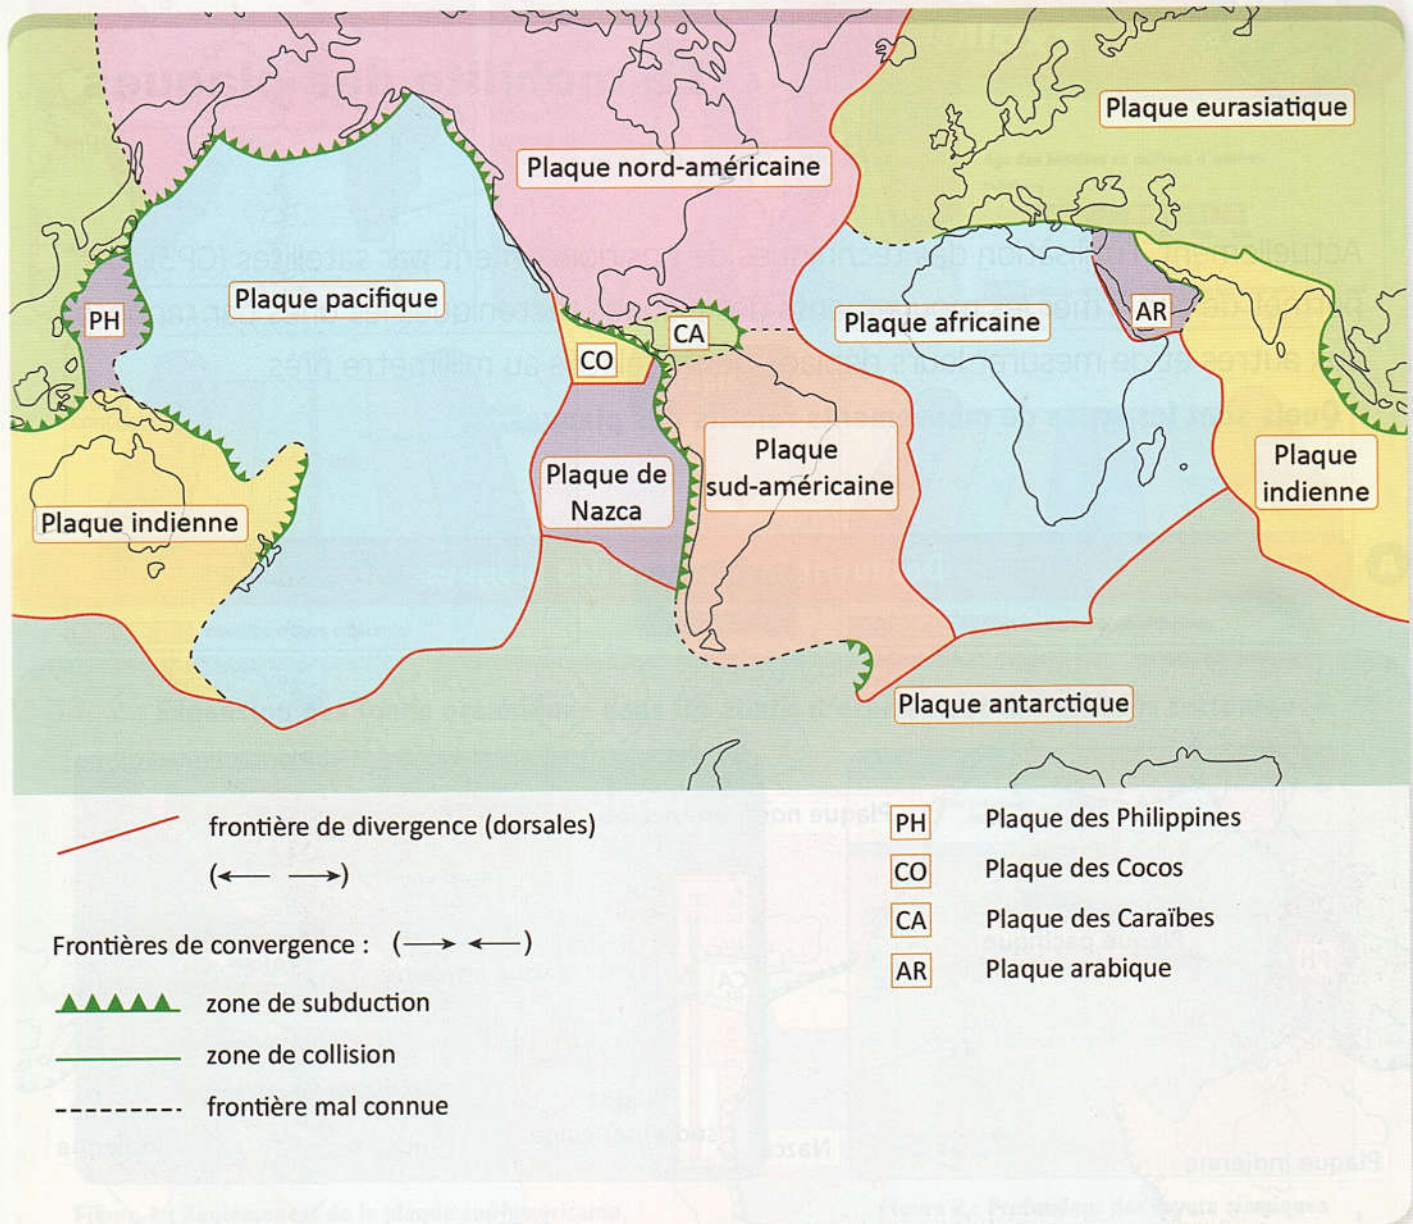 Plaque eurasiatique
Plaque nord-américaine
Plaque pacifique
PH
CA
Plaque africaine
AR
CO
Plaque
sud-américaine
Plaque de
Nazca
Plaque
indienne
Plaque indienne
Plaque antarctique
frontière de divergence (dorsales)
Frontières de convergence :
zone de subduction
zone de collision
frontière mal connue
PH Plaque des Philippines
CO Plaque des Cocos
CA Plaque des Caraïbes
AR Plaque arabique